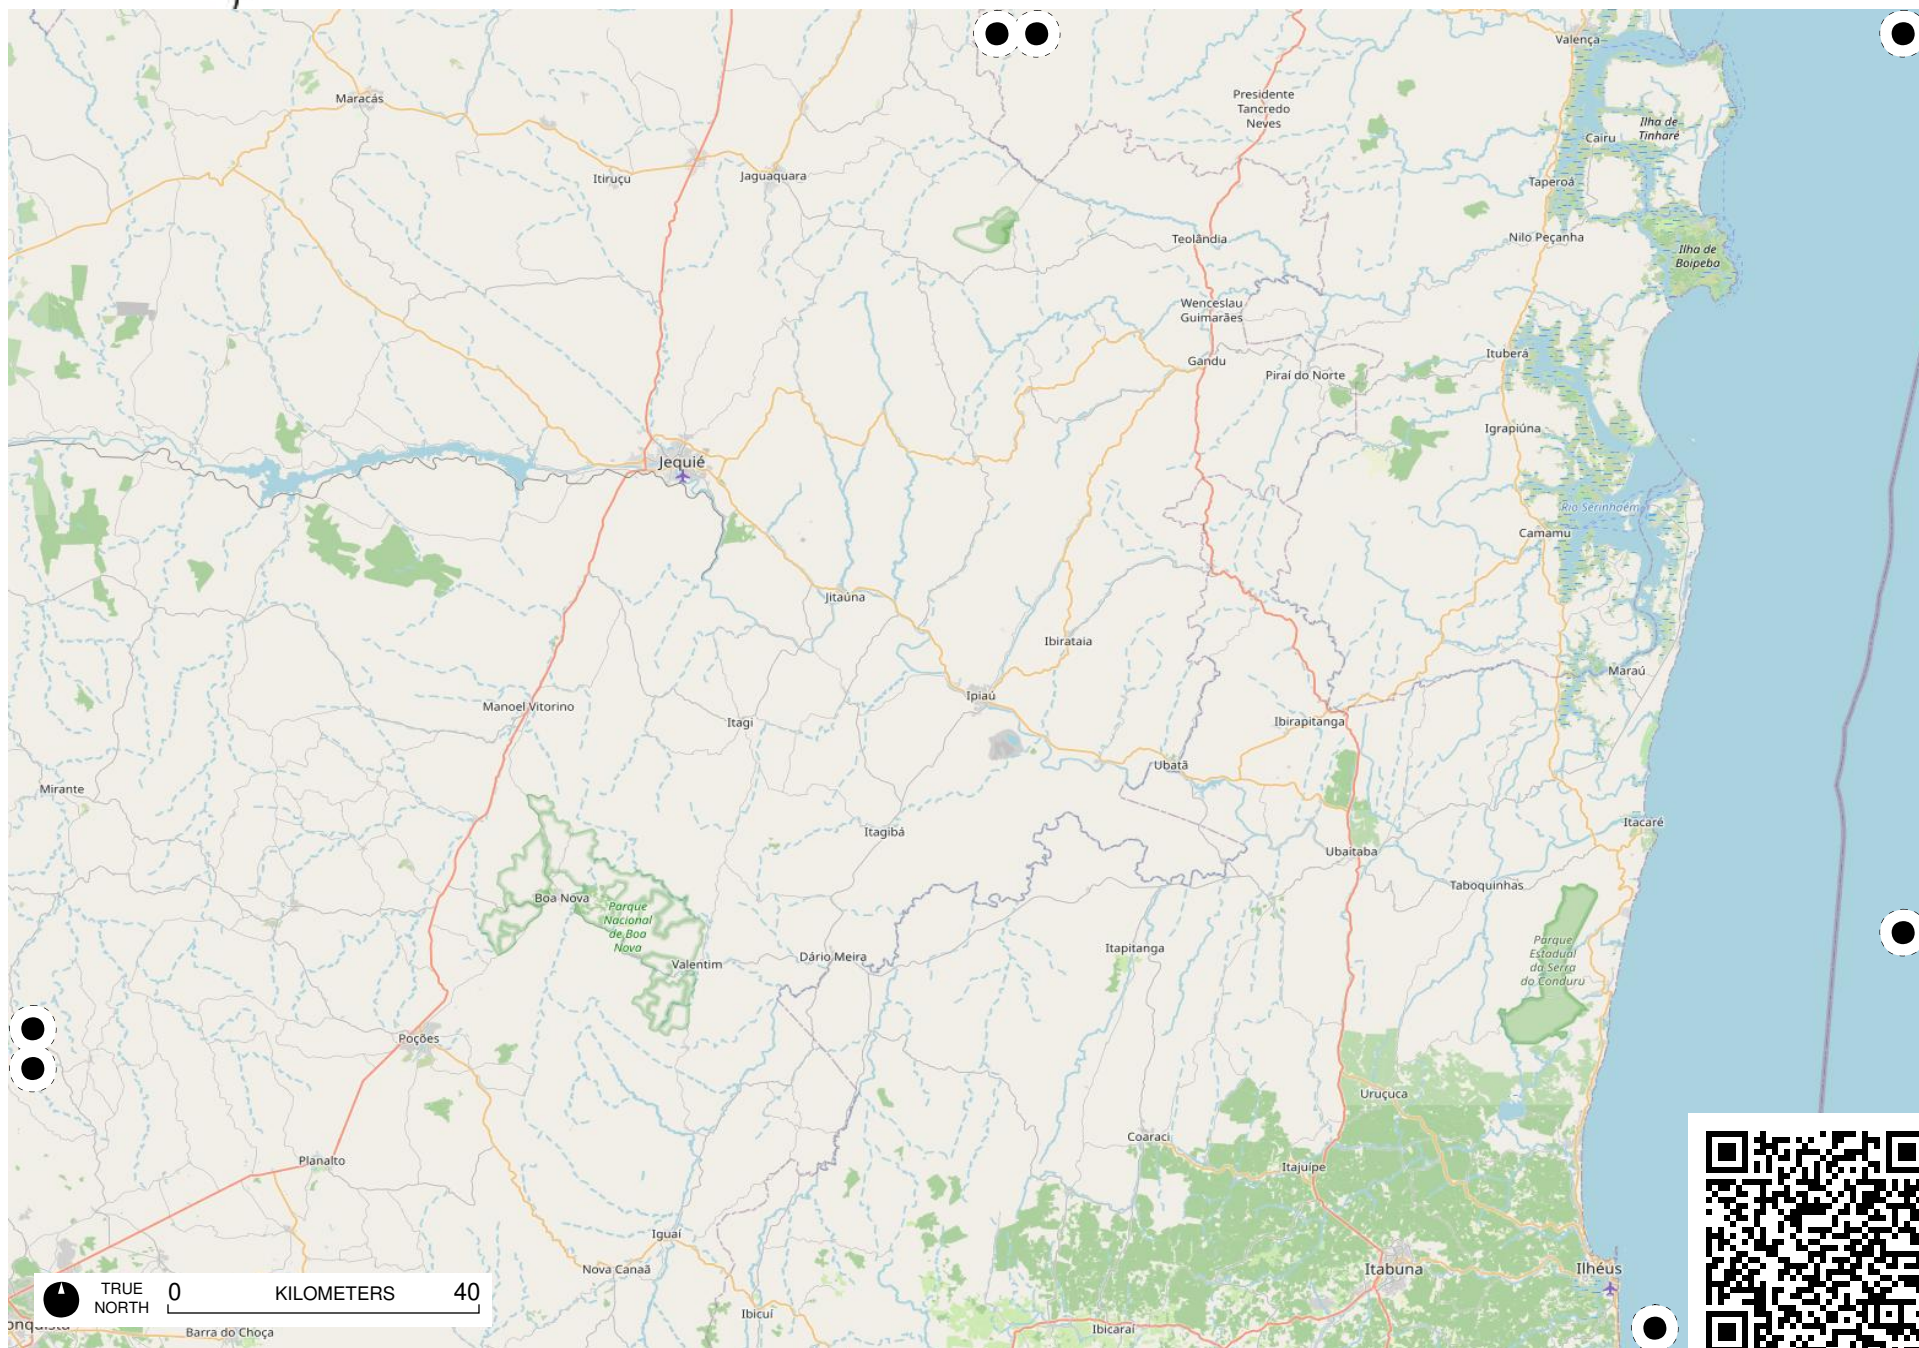 Valença
Maracás
Presidente
Tancredo
Neves
Ilha de
Tinharé
Cairu
Itiruçu
Jaguaquara
Taperoá
Teolândia
Nilo Peçanha
Ilha de
Boipeba
Wenceslau
Guimarães
Ituberá
Gandu
Piraí do Norte
Igrapiúna
Jequié
Rio Serinhaém
Camamu
Jitaúna
Ibirataia
Maraú
Ipiaú
Manoel Vitorino
Itagi
Ibirapitanga
Ubatã
Mirante
Itacaré
Itagibá
Ubaitaba
Taboquinhas
Boa Nova
Parque
Nacional
de Boa
Nova
Parque
Estadual
da Serra
do Conduru
Itapitanga
Dário Meira
Valentim
Poções
Uruçuca
Coaraci
Planalto
Itajuípe
Iguaí
Nova Canaã
Itabuna
Ilhéus
TRUE
NORTH
0 KILOMETERS 40
Ibicuí
onquista
Barra do Choça
Ibicaraí